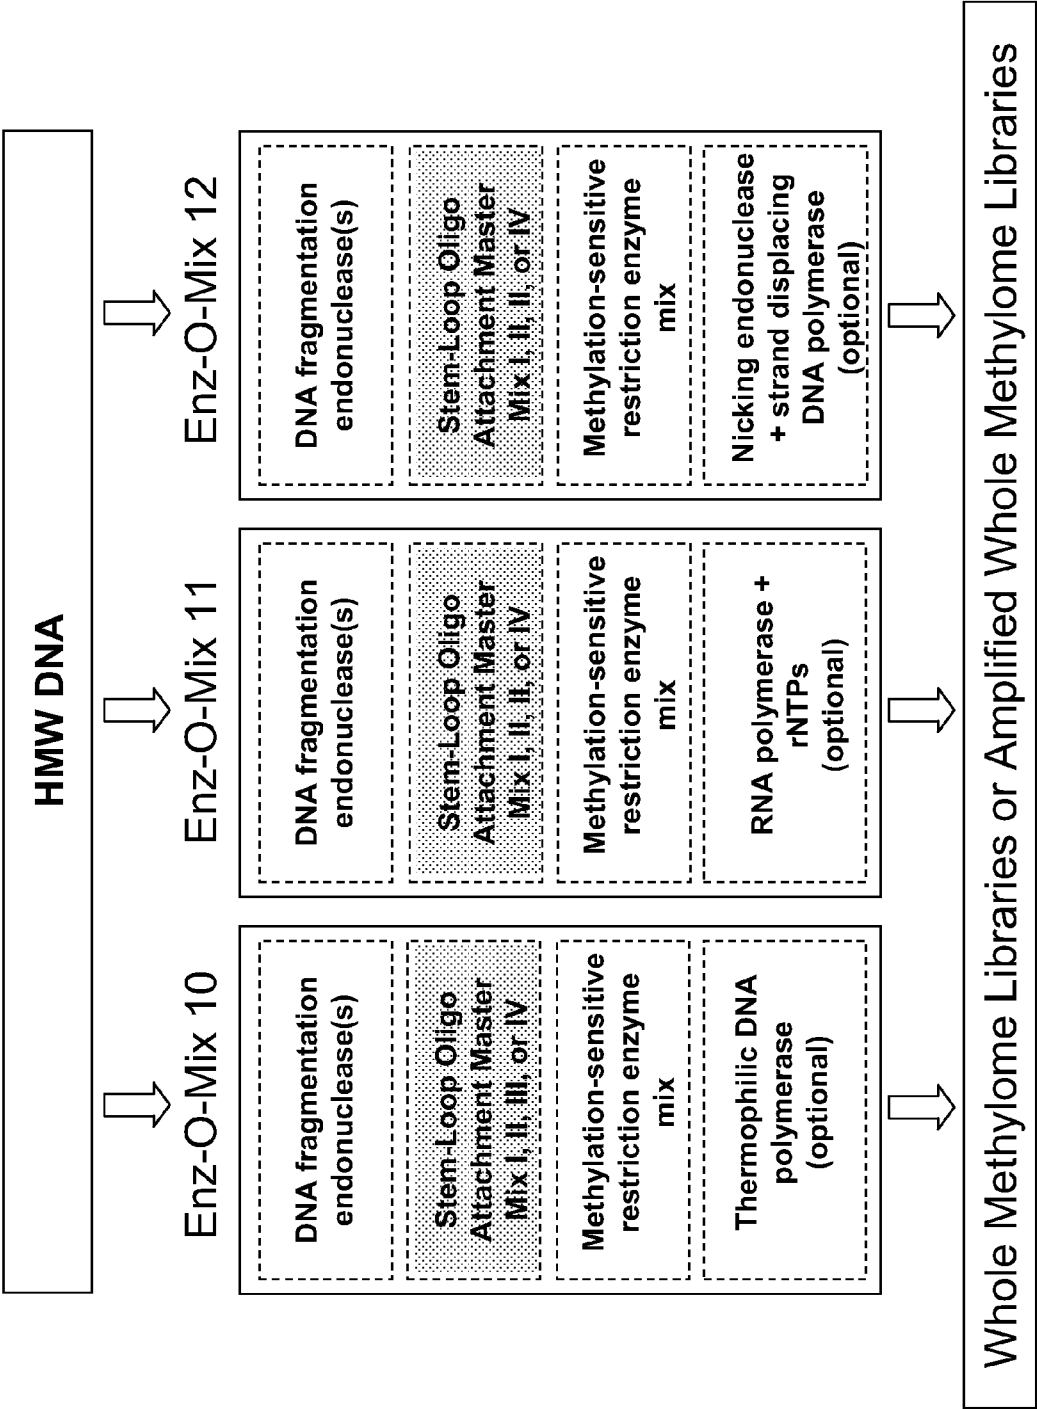 HMW DNA
Enz-O-Mix 10
DNA fragmentation
endonuclease(s)
Stem-Loop Oligo
Attachment Master
Mix I, II, III, or IV
Methylation-sensitive
restriction enzyme
mix
Thermophilic DNA
polymerase
(optional)
Enz-O-Mix 11
DNA fragmentation
endonuclease(s)
Stem-Loop Oligo
Attachment Master
Mix I, II, II, or IV
Methylation-sensitive
restriction enzyme
mix
RNA polymerase +
rNTPs
(optional)
Enz-O-Mix 12
DNA fragmentation
endonuclease(s)
Stem-Loop Oligo
Attachment Master
Mix I, II, II, or IV
Methylation-sensitive
restriction enzyme
mix
Nicking endonuclease
+ strand displacing
DNA polymerase
(optional)
Whole Methylome Libraries or Amplified Whole Methylome Libraries